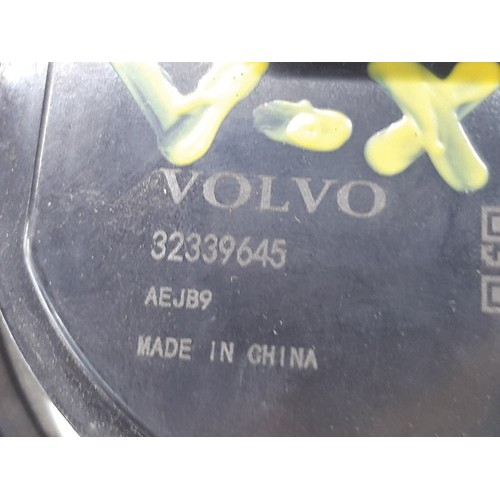 V-X
VOLVO
32339645
AEJB9
MADE IN CHINA